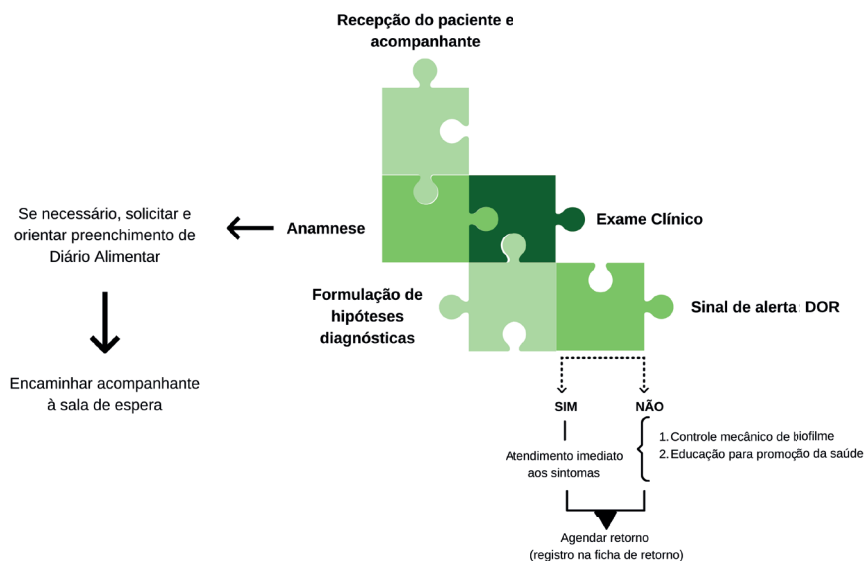 Recepção do paciente e
acompanhante
Se necessário, solicitar e
orientar preenchimento de
Diário Alimentar
Anamnese
Exame Clínico
Encaminhar acompanhante
à sala de espera
Formulação de
hipóteses
diagnósticas
Sinal de alerta: DOR
SIM
NÃO
Atendimento imediato
aos sintomas
1. Controle mecânico de biofilme
2. Educação para promoção da saúde
Agendar retorno
(registro na ficha de retorno)